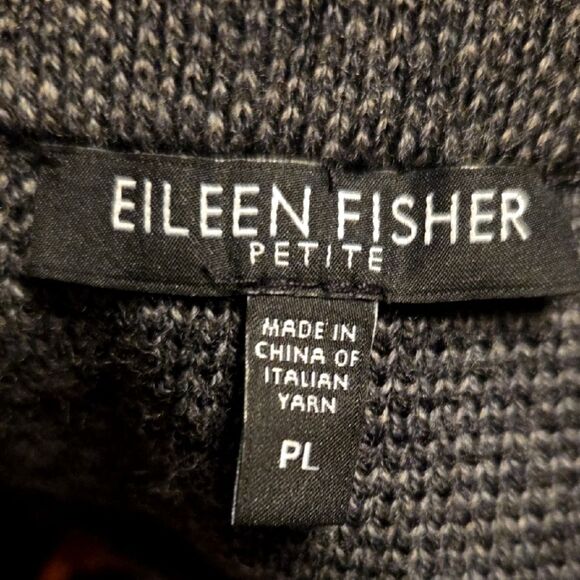 EILEEN FISHER
PETITE
MADE IN
CHINA OF
ITALIAN
YARN
PL